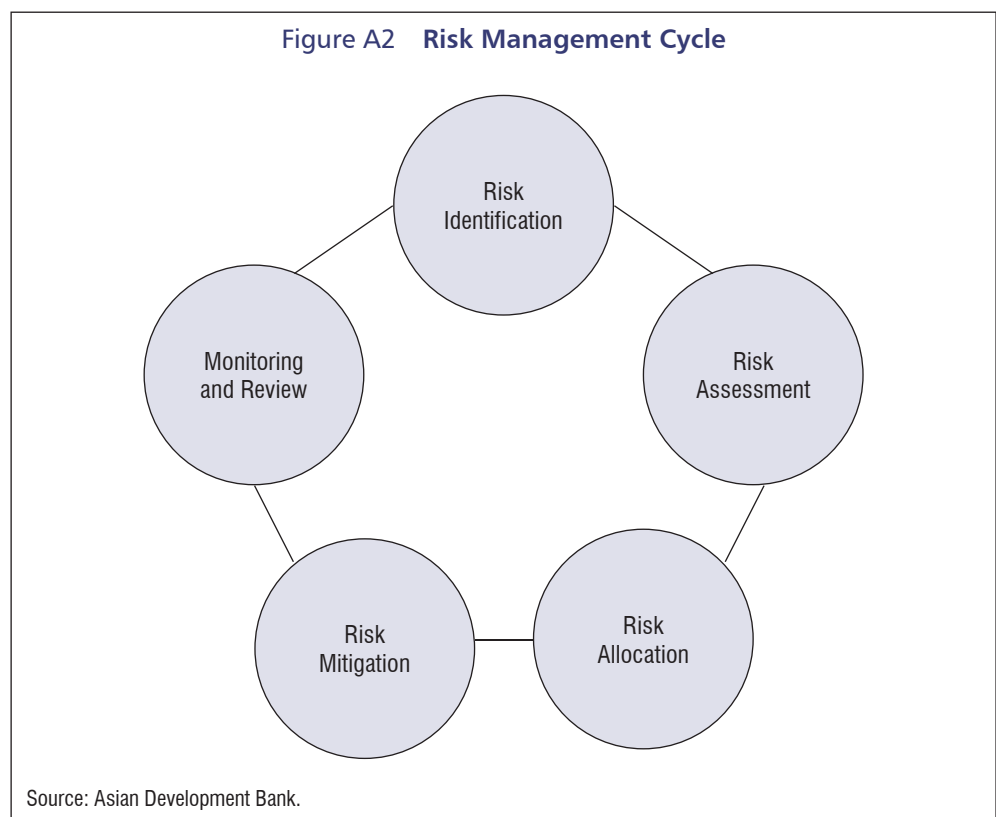 Figure A2 Risk Management Cycle
Risk
Identification
Monitoring
and Review
Risk
Assessment
Risk
Mitigation
Risk
Allocation
Source: Asian Development Bank.